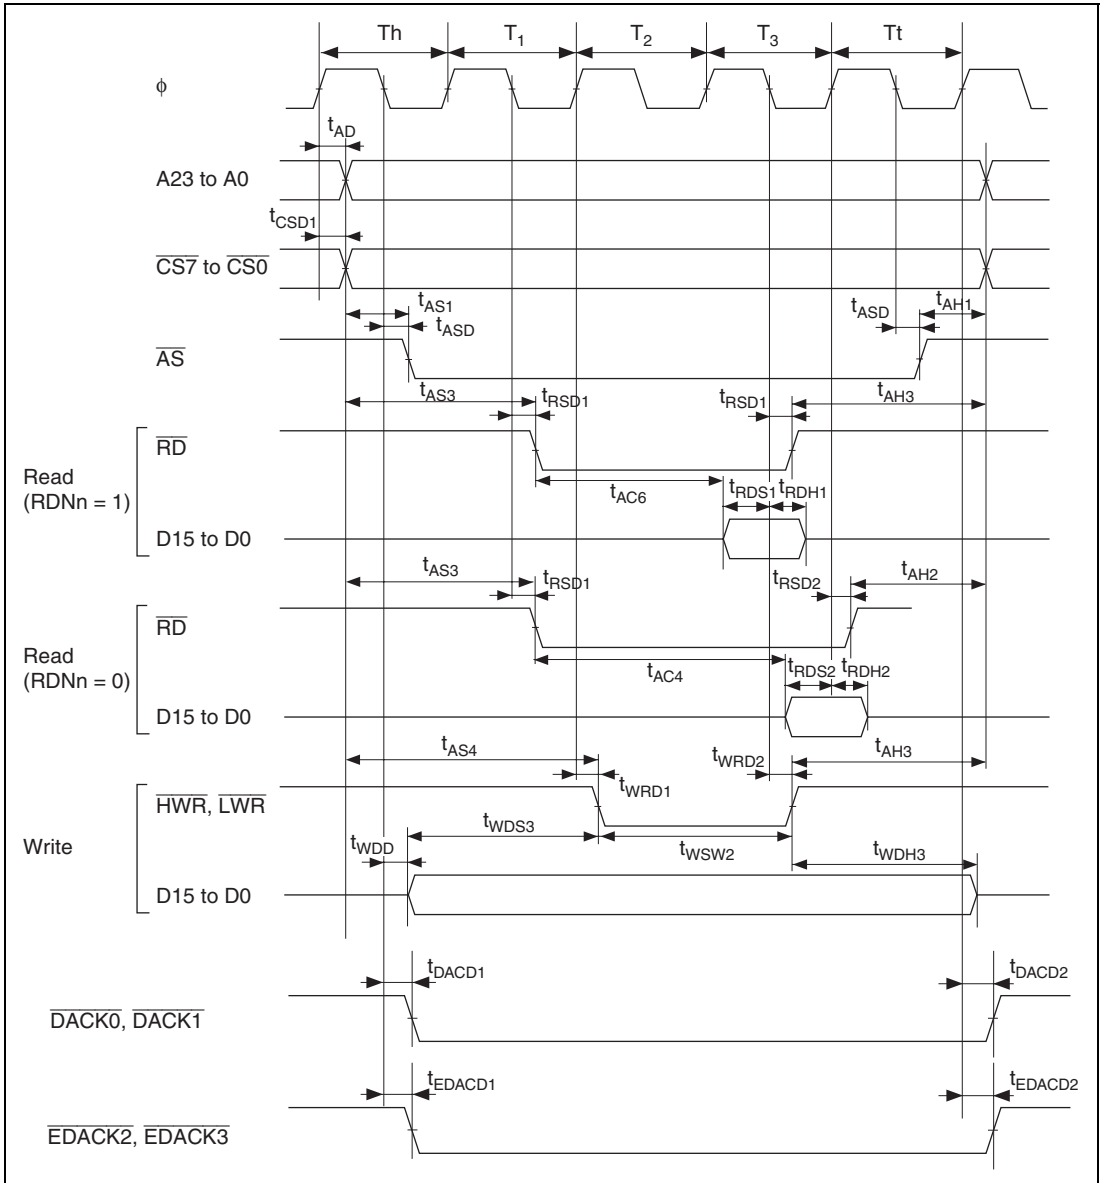 Th T1 T2 T3 Tt
ϕ
tAD
A23 to A0
tCSD1
CS7 to CS0
tAS1 tASD tASD tAH1
AS
tAS3 tRSD1 tRSD1 tAH3
RD
Read
(RDNn = 1)
tAC6 tRDS1 tRDH1
D15 to D0
tAS3 tRSD1 tRSD2 tAH2
RD
Read
(RDNn = 0)
tAC4 tRDS2 tRDH2
D15 to D0
tAS4 tWRD1 tWRD2 tAH3
HWR, LWR
Write
tWDD tWDS3 tWSW2 tWDH3
D15 to D0
tDACD1 tDACD2
DACK0, DACK1
tEDACD1 tEDACD2
EDACK2, EDACK3